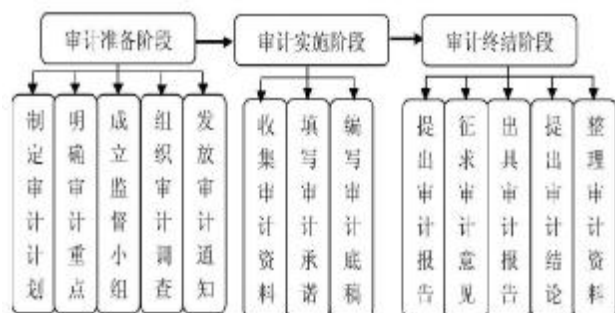 审计准备阶段
审计实施阶段
审计终结阶段
制定审计计划
明确审计重点
成立监督小组
组织审计调查
发放审计通知
收集审计资料
填写审计承诺
编写审计底稿
提出审计报告
征求审计意见
出具审计报告
提出审计结论
整理审计资料